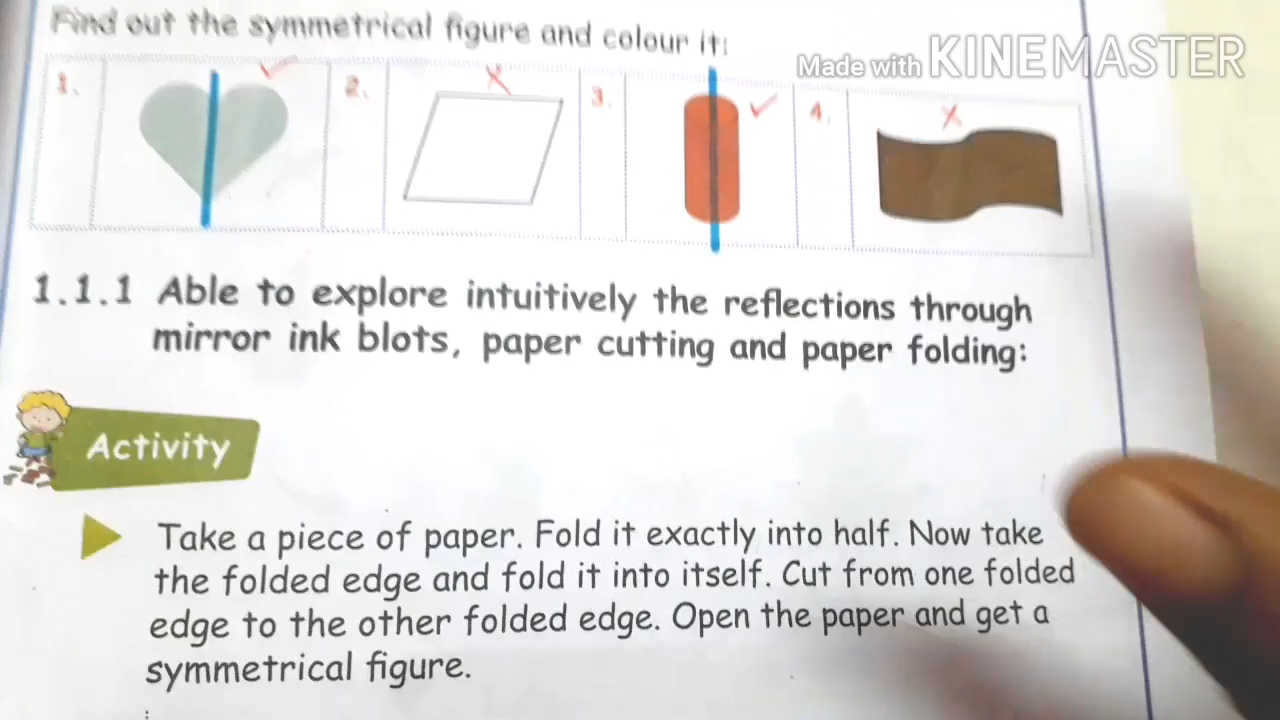 Find out the symmetrical figure and colour it:
Made with KINEMASTER
1. 2. 3. 4.
1.1.1 Able to explore intuitively the reflections through
mirror ink blots, paper cutting and paper folding:
Activity
Take a piece of paper. Fold it exactly into half. Now take
the folded edge and fold it into itself. Cut from one folded
edge to the other folded edge. Open the paper and get a
symmetrical figure.